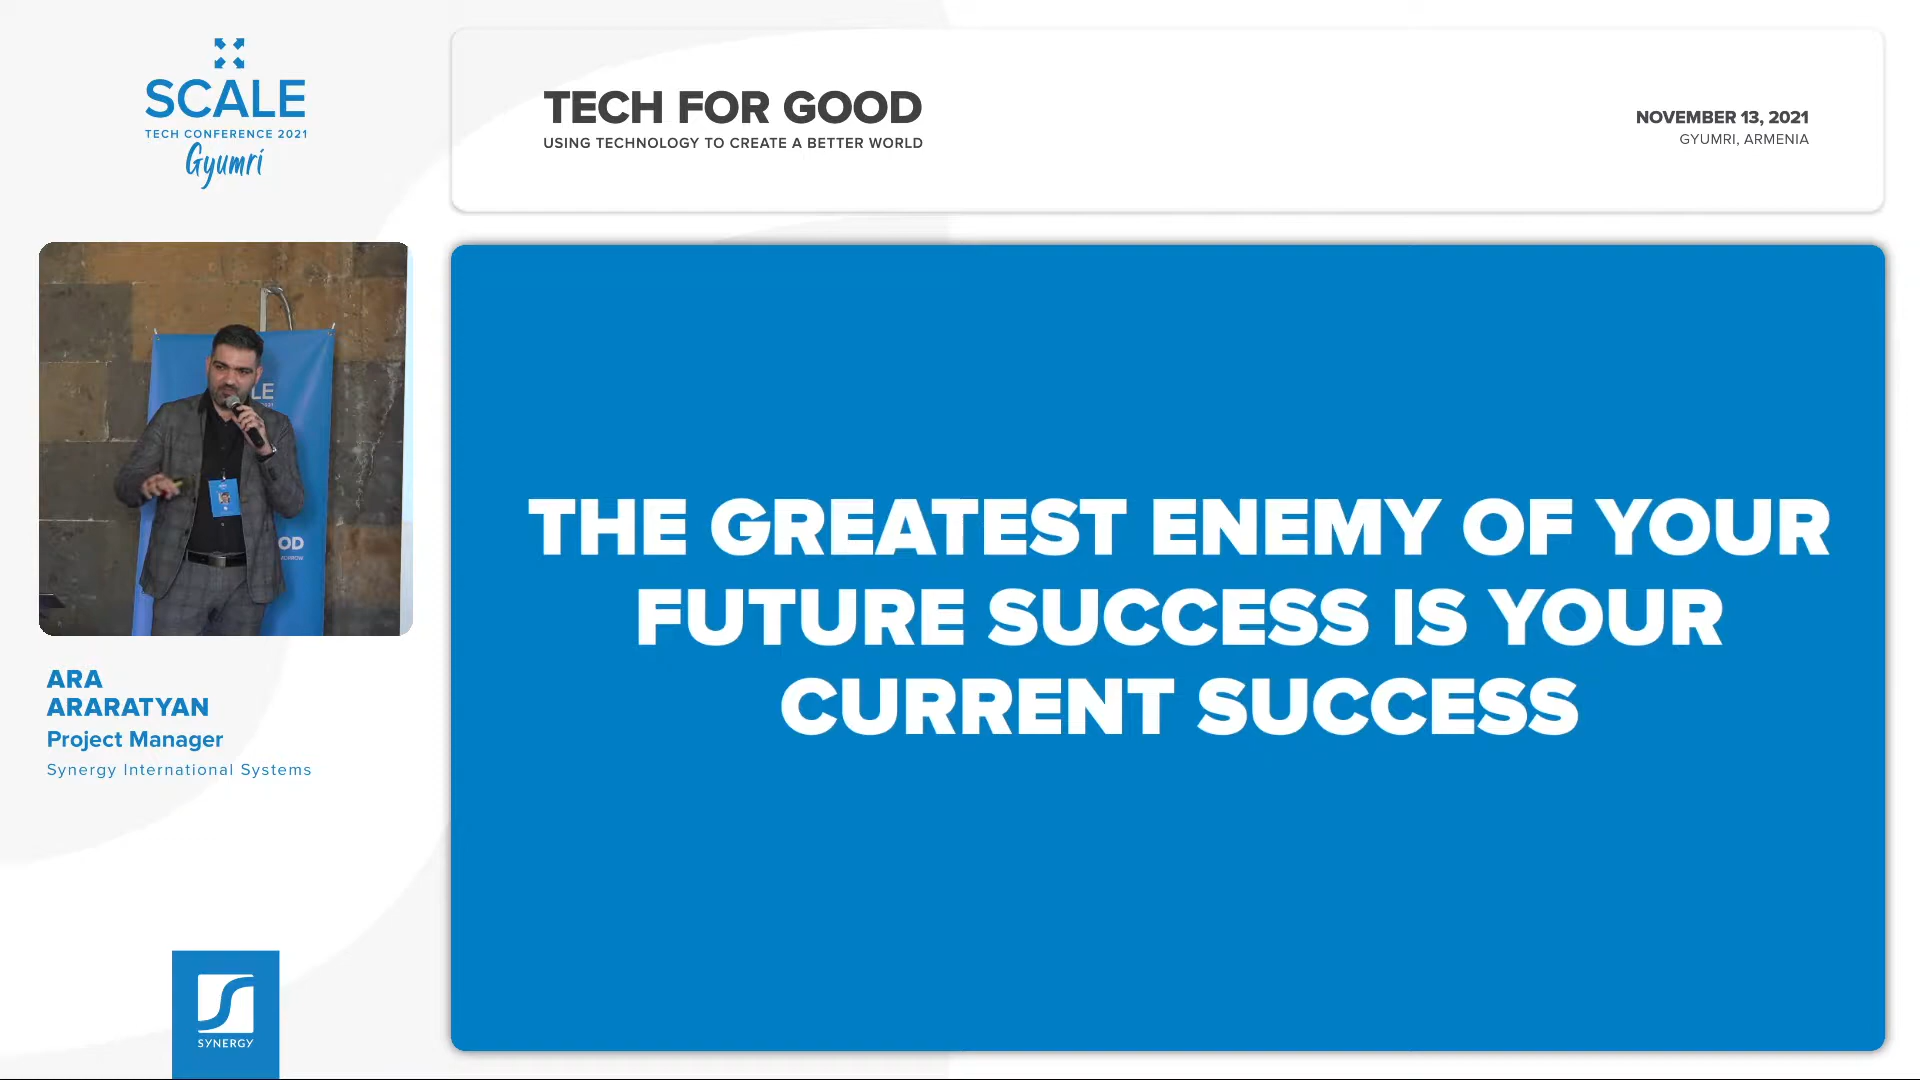 SCALE
TECH CONFERENCE 2021
Gyumri
TECH FOR GOOD
USING TECHNOLOGY TO CREATE A BETTER WORLD
NOVEMBER 13, 2021
GYUMRI, ARMENIA
LE
OD
ARA
ARARATYAN
Project Manager
Synergy International Systems
THE GREATEST ENEMY OF YOUR
FUTURE SUCCESS IS YOUR
CURRENT SUCCESS
SYNERGY